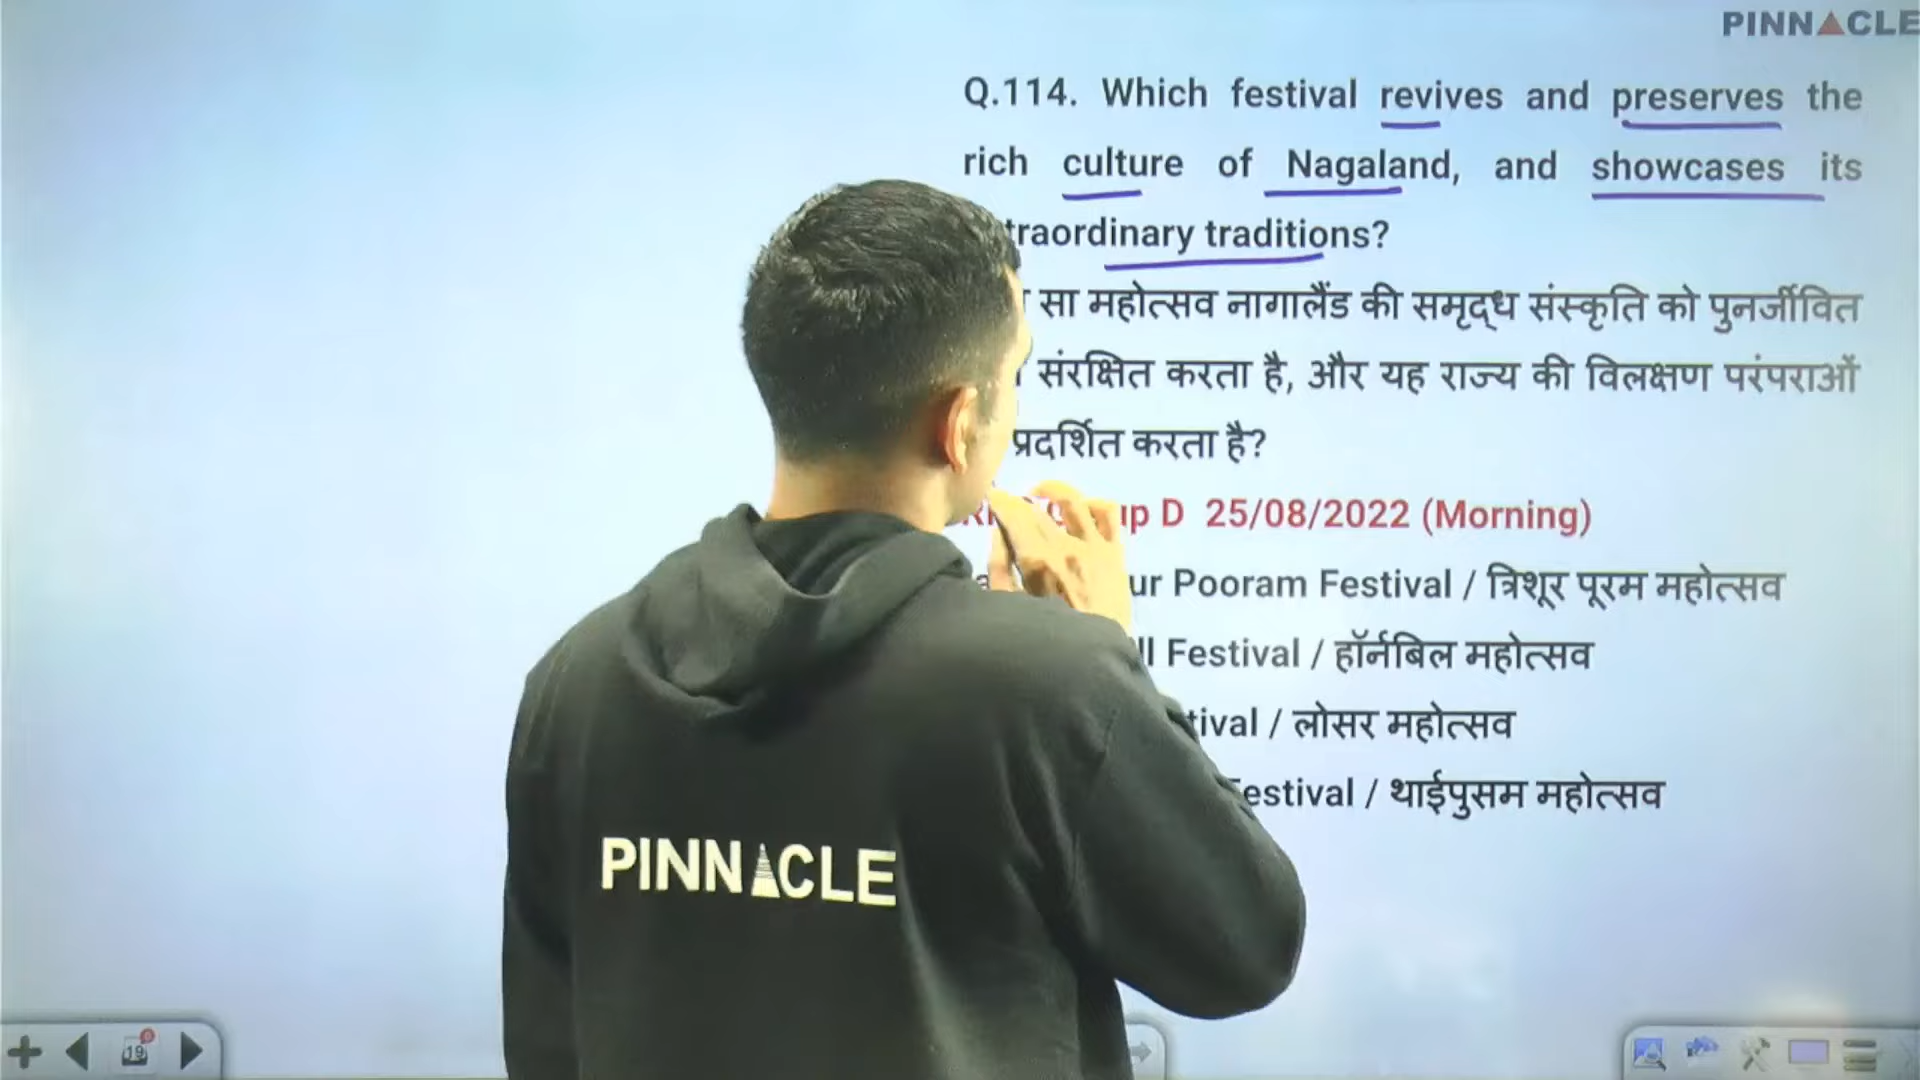 PINNACLE
Q.114. Which festival revives and preserves the
rich culture of Nagaland, and showcases its
traordinary traditions?
सा महोत्सव नागालैंड की समृद्ध संस्कृति को पुनर्जीवित
संरक्षित करता है, और यह राज्य की विलक्षण परंपराओं
प्रदर्शित करता है?
up D 25/08/2022 (Morning)
ur Pooram Festival / त्रिशूर पूरम महोत्सव
ll Festival / हॉर्नबिल महोत्सव
tival / लोसर महोत्सव
Festival / थाईपुसम महोत्सव
PINNACLE
19